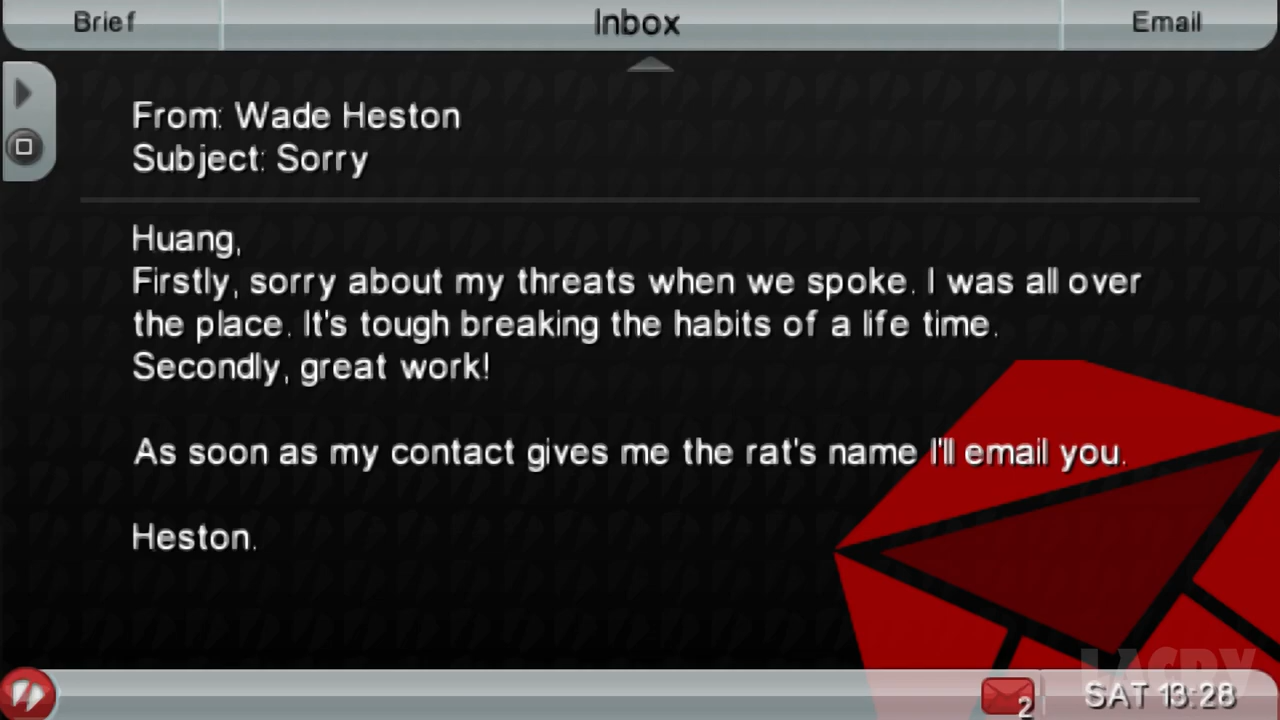 Brief
Inbox
Email
From: Wade Heston
Subject: Sorry
Huang,
Firstly, sorry about my threats when we spoke. I was all over
the place. It's tough breaking the habits of a life time.
Secondly, great work!
As soon as my contact gives me the rat's name I'll email you.
Heston.
2
SAT 13:28